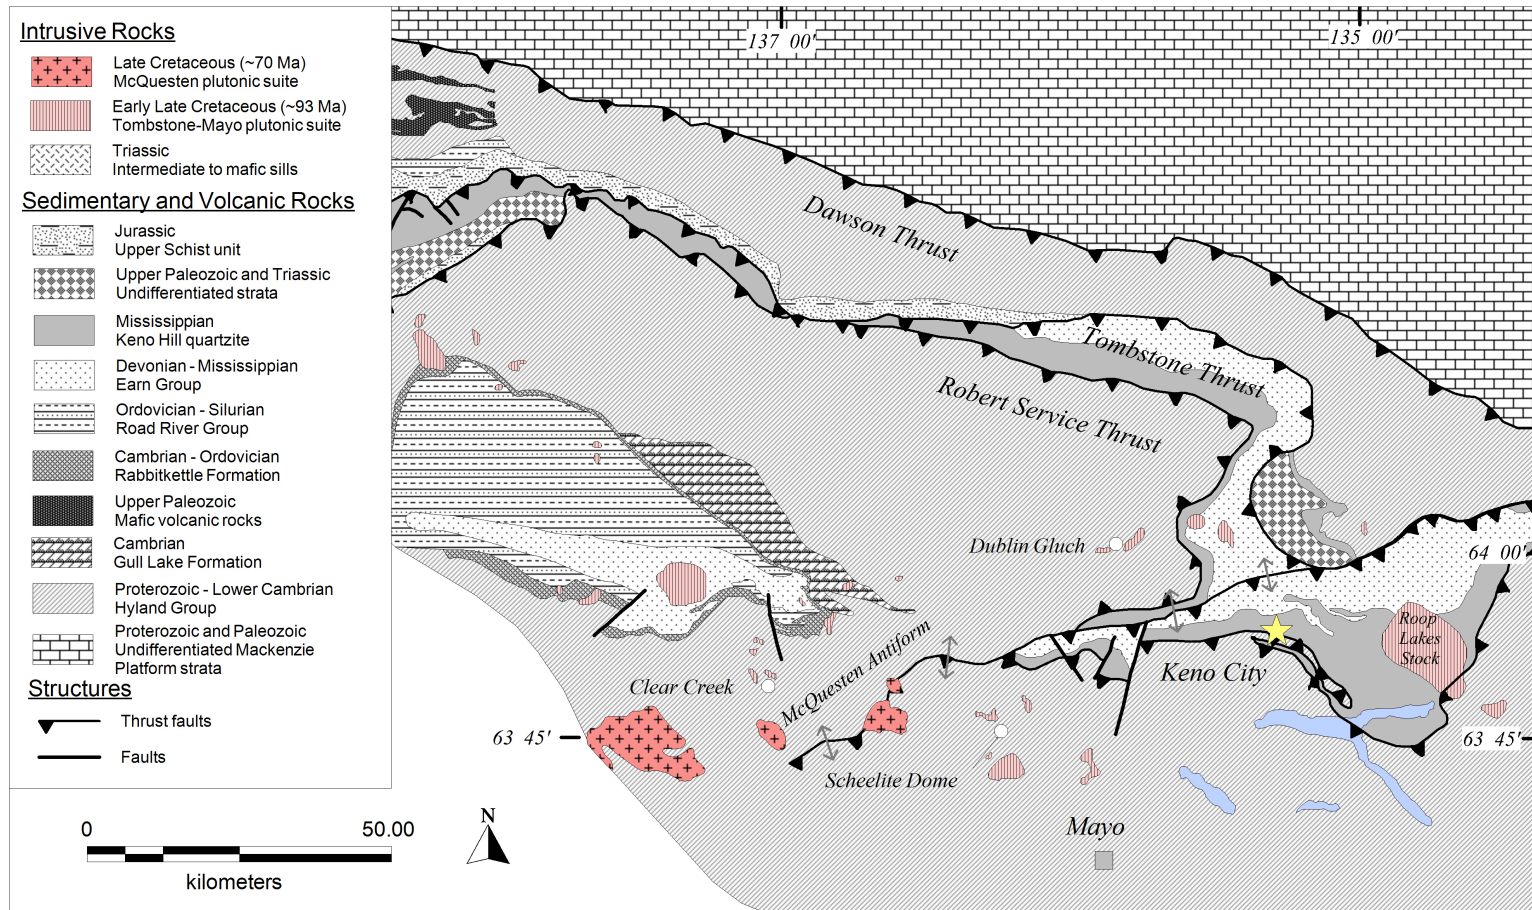 Intrusive Rocks
Late Cretaceous (~70 Ma)
McQuesten plutonic suite
Early Late Cretaceous (~93 Ma)
Tombstone-Mayo plutonic suite
Triassic
Intermediate to mafic sills
Sedimentary and Volcanic Rocks
Jurassic
Upper Schist unit
Upper Paleozoic and Triassic
Undifferentiated strata
Mississippian
Keno Hill quartzite
Devonian - Mississippian
Earn Group
Ordovician - Silurian
Road River Group
Cambrian - Ordovician
Rabbitkettle Formation
Upper Paleozoic
Mafic volcanic rocks
Cambrian
Gull Lake Formation
Proterozoic - Lower Cambrian
Hyland Group
Proterozoic and Paleozoic
Undifferentiated Mackenzie
Platform strata
Structures
Thrust faults
Faults
0 50.00
kilometers
N
137 00'
135 00'
Dawson Thrust
Tombstone Thrust
Robert Service Thrust
Dublin Gluch
64 00'
Roop
Lakes
Stock
Keno City
McQuesten Antiform
Clear Creek
63 45'
63 45'
Scheelite Dome
Mayo